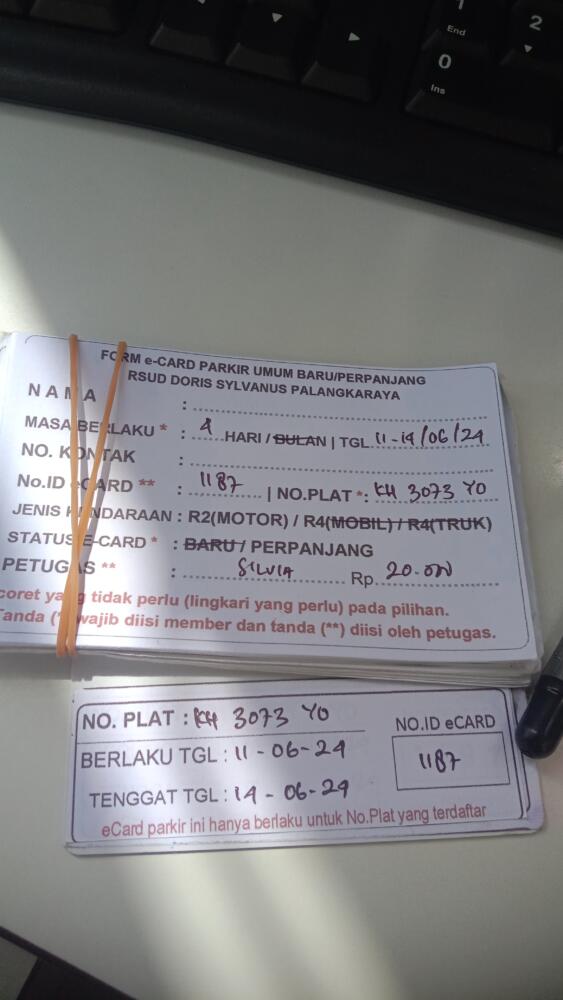 1
End
2
0
Ins
FORM e-CARD PARKIR UMUM BARU/PERPANJANG
RSUD DORIS SYLVANUS PALANGKARAYA
NAMA :
MASA BERLAKU * : 4 HARI / BULAN | TGL 11-14/06/24
NO. KONTAK :
No.ID eCARD ** : 1187 | NO.PLAT *: KH 3073 YO
JENIS KENDARAAN : R2(MOTOR) / R4(MOBIL) / R4(TRUK)
STATUS E-CARD * : BARU / PERPANJANG
PETUGAS ** : SILVIA Rp. 20.000
coret yang tidak perlu (lingkari yang perlu) pada pilihan.
Tanda (* wajib diisi member dan tanda (**) diisi oleh petugas.
NO. PLAT : KH 3073 YO
NO.ID eCARD
BERLAKU TGL : 11-06-24
1187
TENGGAT TGL : 14-06-24
eCard parkir ini hanya berlaku untuk No.Plat yang terdaftar